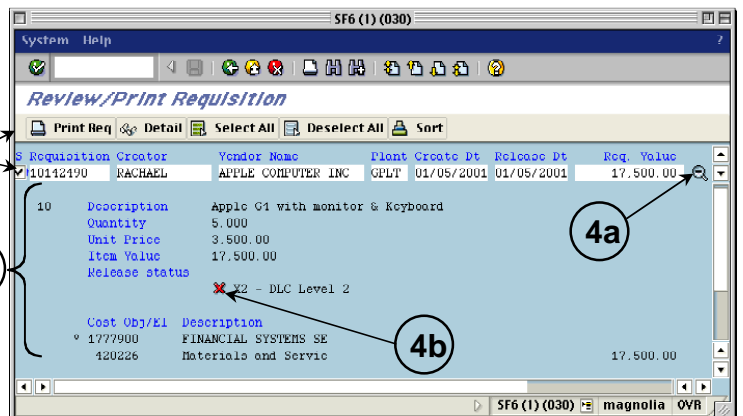 SF6 (1) (030)
System Help ?
Review/Print Requisition
Print Req Detail Select All Deselect All Sort
S Requisition Creator Vendor Name Plant Create Dt Release Dt Req. Value
10142490 RACHAEL APPLE COMPUTER INC GPLT 01/05/2001 01/05/2001 17,500.00
4a
10 Description Apple G4 with monitor & Keyboard
Quantity 5.000
Unit Price 3,500.00
Item Value 17,500.00
Release status
X2 - DLC Level 2
4b
Cost Obj/El Description
1777900 FINANCIAL SYSTEMS SE
420226 Materials and Servic 17,500.00
SF6 (1) (030) magnolia OVR